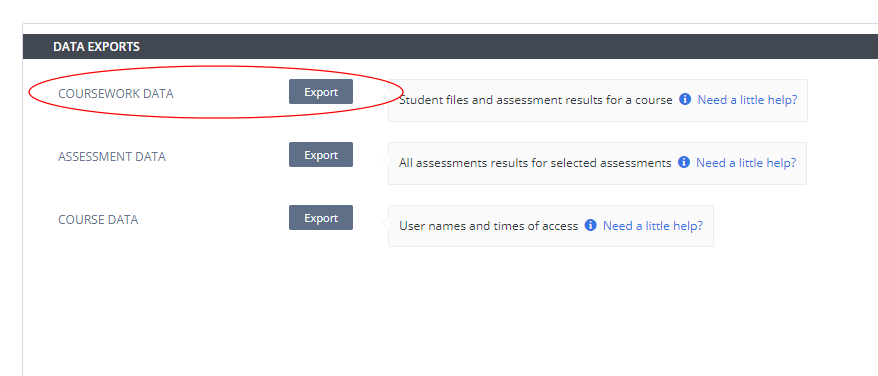 DATA EXPORTS
COURSEWORK DATA Export Student files and assessment results for a course Need a little help?
ASSESSMENT DATA Export All assessments results for selected assessments Need a little help?
COURSE DATA Export User names and times of access Need a little help?